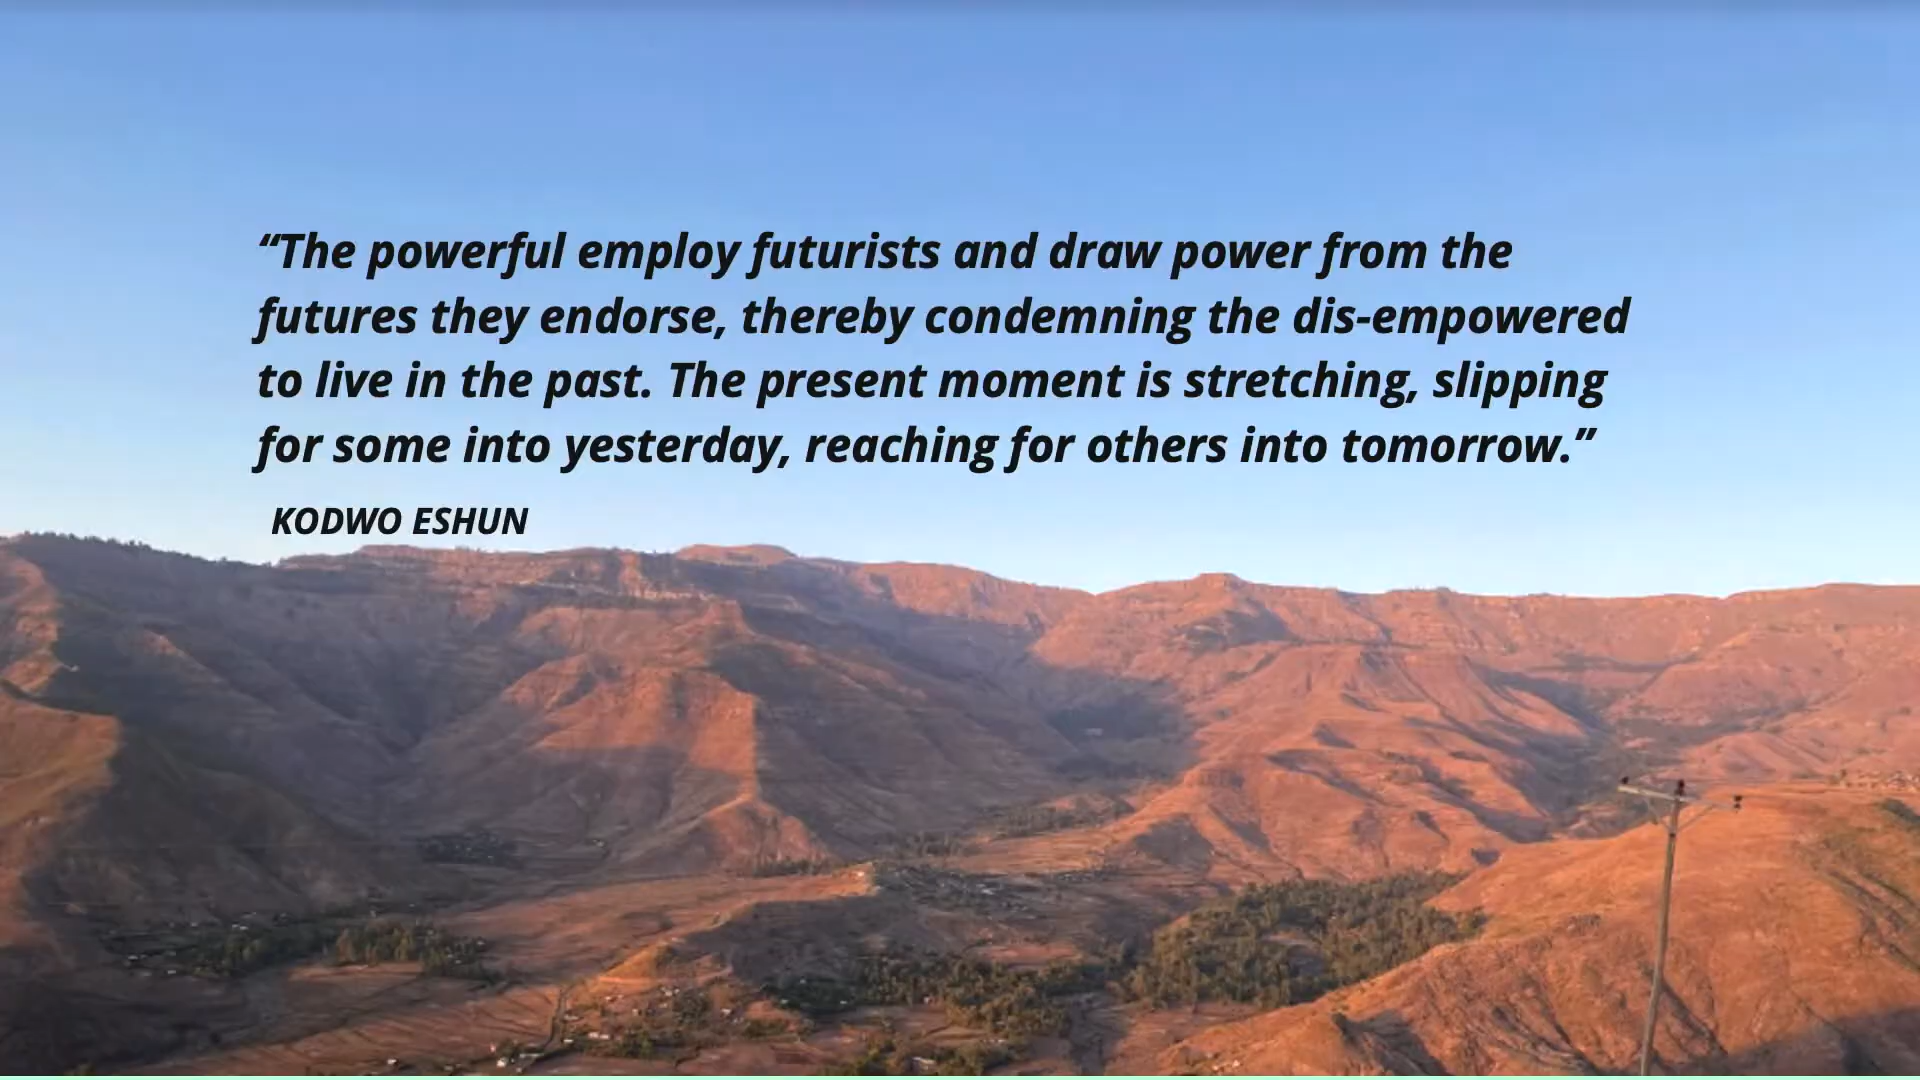 “The powerful employ futurists and draw power from the
futures they endorse, thereby condemning the dis-empowered
to live in the past. The present moment is stretching, slipping
for some into yesterday, reaching for others into tomorrow.”
KODWO ESHUN